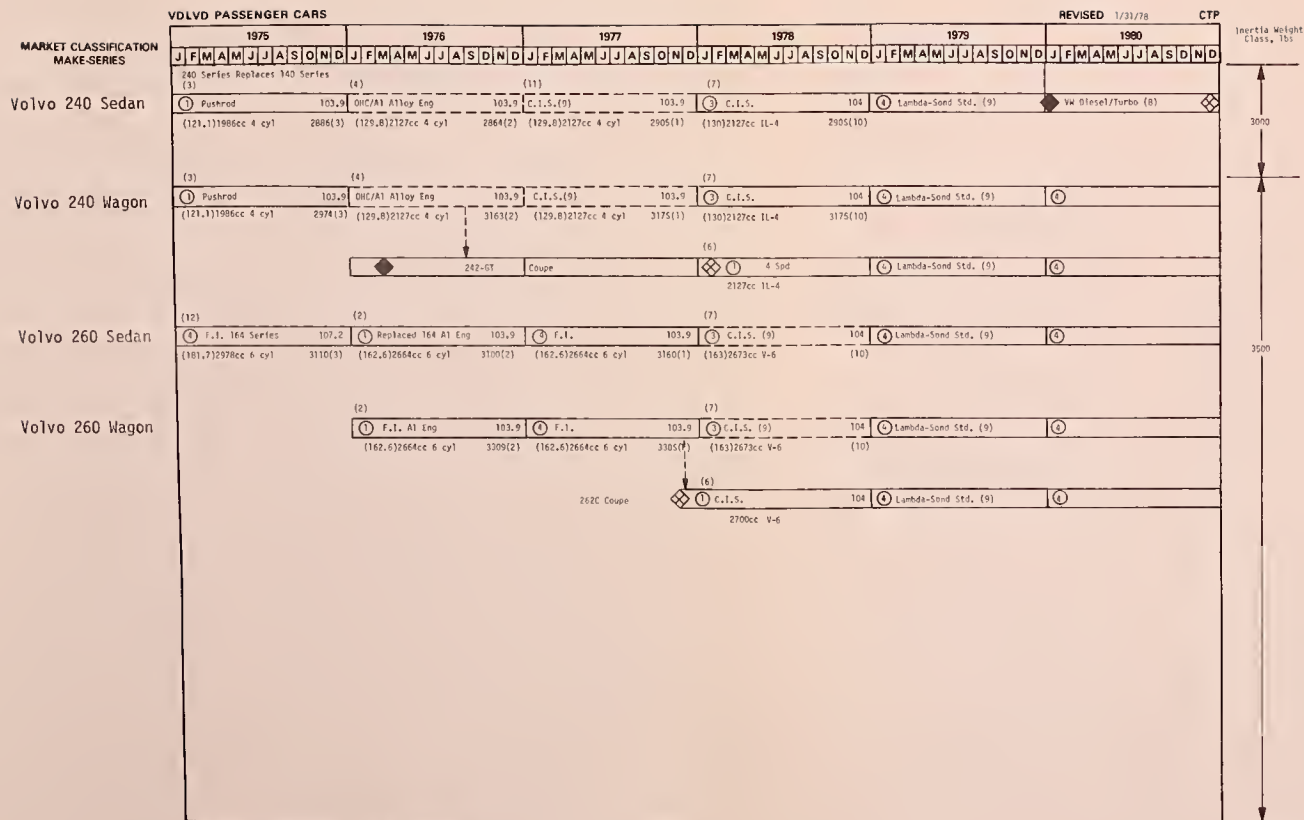 VDLVD PASSENGER CARS
REVISED 1/31/78 CTP
MARKET CLASSIFICATION
MAKE-SERIES
1975 1976 1977 1978 1979 1980
Inertia Weight
Class, lbs
J F M A M J J A S O N D J F M A M J J A S D N D J F M A M J J A S O N D J F M A M J J A S O N D J F M A M J J A S O N D J F M A M J J A S O N D
240 Series Replaces 140 Series
(3) (4) (11) (7)
Volvo 240 Sedan
① Pushrod 103.9 OHC/Al Alloy Eng 103.9 C.I.S.(9) 103.9 ③ C.I.S. 104 ④ Lambda-Sond Std. (9) VW Diesel/Turbo (8)
(121.1)1986cc 4 cyl 2886(3) (129.8)2127cc 4 cyl 2864(2) (129.8)2127cc 4 cyl 2905(1) (130)2127cc IL-4 2905(10)
3000
(3) (4) (7)
Volvo 240 Wagon
① Pushrod 103.9 OHC/Al Alloy Eng 103.9 C.I.S.(9) 103.9 ③ C.I.S. 104 ④ Lambda-Sond Std. (9) ④
(121.1)1986cc 4 cyl 2974(3) (129.8)2127cc 4 cyl 3163(2) (129.8)2127cc 4 cyl 3175(1) (130)2127cc IL-4 3175(10)
(6)
242-GT Coupe ① 4 Spd ④ Lambda-Sond Std. (9) ④
2127cc IL-4
(12) (2) (7)
Volvo 260 Sedan
④ F.I. 164 Series 107.2 ① Replaced 164 Al Eng 103.9 ④ F.I. 103.9 ③ C.I.S. (9) 104 ④ Lambda-Sond Std. (9) ④
(181.7)2978cc 6 cyl 3110(3) (162.6)2664cc 6 cyl 3100(2) (162.6)2664cc 6 cyl 3160(1) (163)2673cc V-6 (10)
3500
(2) (7)
Volvo 260 Wagon
① F.I. Al Eng 103.9 ④ F.I. 103.9 ③ C.I.S. (9) 104 ④ Lambda-Sond Std. (9) ④
(162.6)2664cc 6 cyl 3309(2) (162.6)2664cc 6 cyl 3305(1) (163)2673cc V-6 (10)
(6)
262C Coupe ① C.I.S. 104 ④ Lambda-Sond Std. (9) ④
2700cc V-6